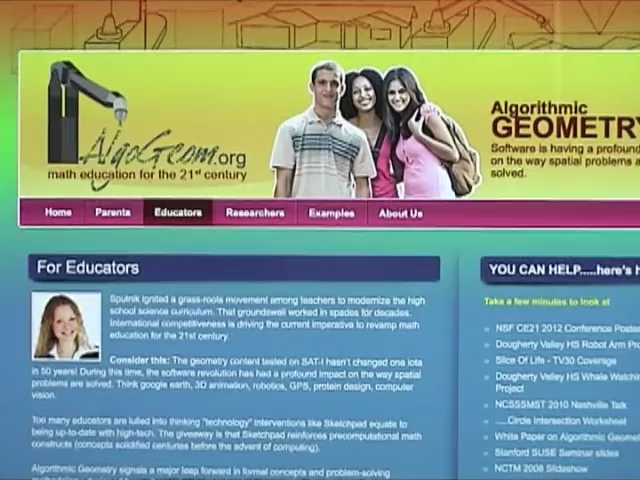 AlgoGeom.org
math education for the 21st century
Algorithmic
GEOMETRY
Software is having a profound
on the way spatial problems a
solved.
Home Parents Educators Researchers Examples About Us
For Educators
Sputnik ignited a grass-roots movement among teachers to modernize the high
school science curriculum. That groundswell worked in spades for decades.
International competitiveness is driving the current imperative to revamp math
education for the 21st century.
Consider this: The geometry content tested on SAT-I hasn't changed one iota
in 50 years! During this time, the software revolution has had a profound impact on the way spatial
problems are solved. Think google earth, 3D animation, robotics, GPS, protein design, computer
vision.
Too many educators are lulled into thinking "technology" interventions like Sketchpad equate to
being up-to-date with high-tech. The giveaway is that Sketchpad reinforces precomputational math
constructs (concepts solidified centuries before the advent of computing).
Algorithmic Geometry signals a major leap forward in formal concepts and problem-solving
YOU CAN HELP.....here's h
Take a few minutes to look at
» NSF CE21 2012 Conference Poster
» Dougherty Valley HS Robot Arm Pro
» Slice Of Life - TV30 Coverage
» Dougherty Valley HS Whale Watching
Project
» NCSSSMST 2010 Nashville Talk
» .....Circle Intersection Worksheet
» White Paper on Algorithmic Geome
» Stanford SUSE Seminar slides
» NCTM 2008 Slideshow